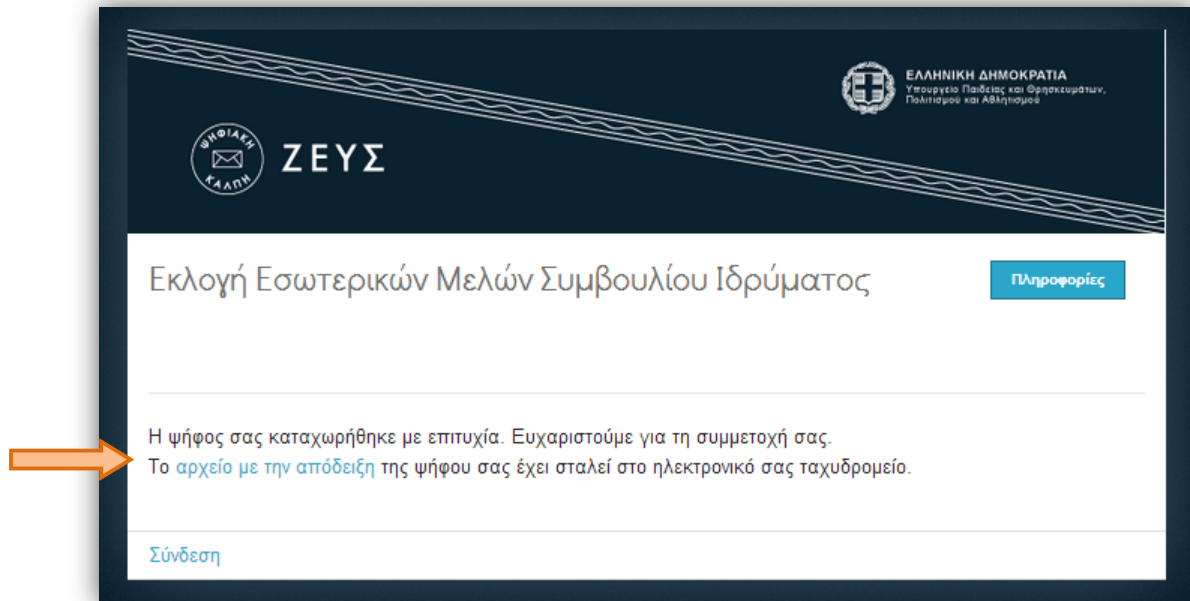 ΕΛΛΗΝΙΚΗ ΔΗΜΟΚΡΑΤΙΑ
Υπουργείο Παιδείας και Θρησκευμάτων,
Πολιτισμού και Αθλητισμού
ΨΗΦΙΑΚΗ
ΚΑΛΠΗ
ΖΕΥΣ
Εκλογή Εσωτερικών Μελών Συμβουλίου Ιδρύματος
Πληροφορίες
Η ψήφος σας καταχωρήθηκε με επιτυχία. Ευχαριστούμε για τη συμμετοχή σας.
Το αρχείο με την απόδειξη της ψήφου σας έχει σταλεί στο ηλεκτρονικό σας ταχυδρομείο.
Σύνδεση